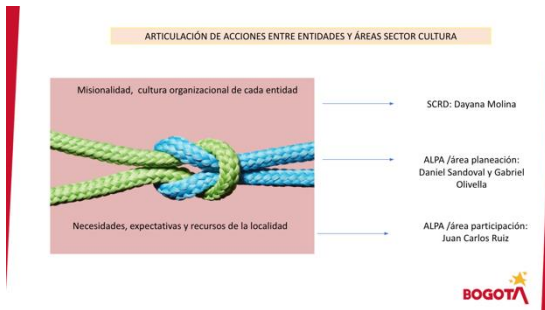 ARTICULACIÓN DE ACCIONES ENTRE ENTIDADES Y ÁREAS SECTOR CULTURA
Misionalidad, cultura organizacional de cada entidad
SCRD: Dayana Molina
ALPA /área planeación:
Daniel Sandoval y Gabriel
Olivella
Necesidades, expectativas y recursos de la localidad
ALPA /área participación:
Juan Carlos Ruiz
BOGOTÁ